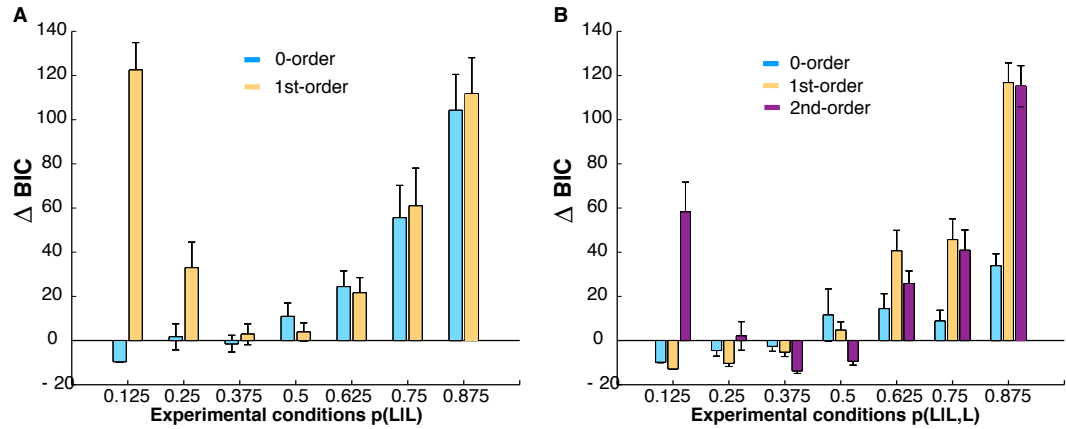 A
B
140
120
100
80
60
40
20
0
- 20
Δ BIC
0-order
1st-order
0.125 0.25 0.375 0.5 0.625 0.75 0.875
Experimental conditions p(L|L)
140
120
100
80
60
40
20
0
- 20
Δ BIC
0-order
1st-order
2nd-order
0.125 0.25 0.375 0.5 0.625 0.75 0.875
Experimental conditions p(L|L,L)